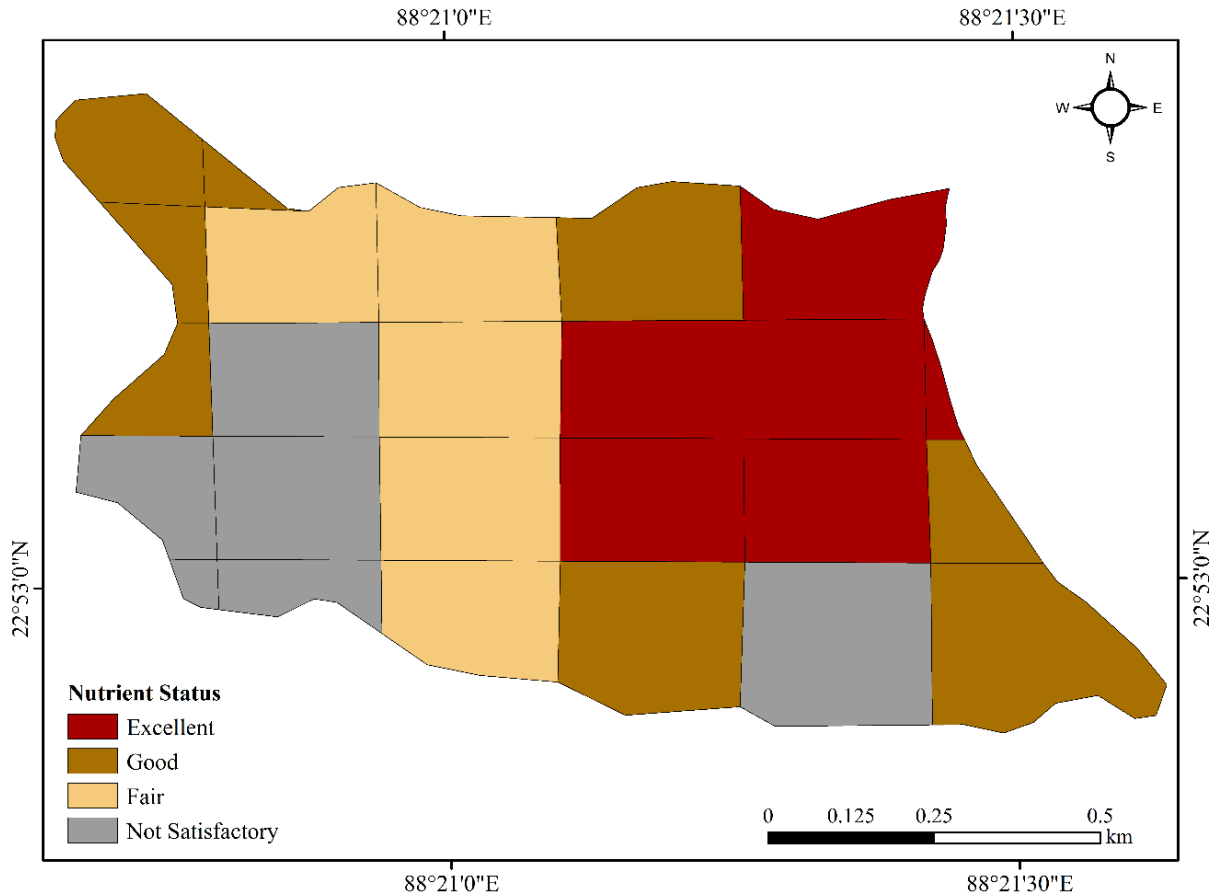 88°21'0"E 88°21'30"E
N
W E
S
22°53'0"N 22°53'0"N
Nutrient Status
Excellent
Good
Fair
Not Satisfactory
0 0.125 0.25 0.5
km
88°21'0"E 88°21'30"E